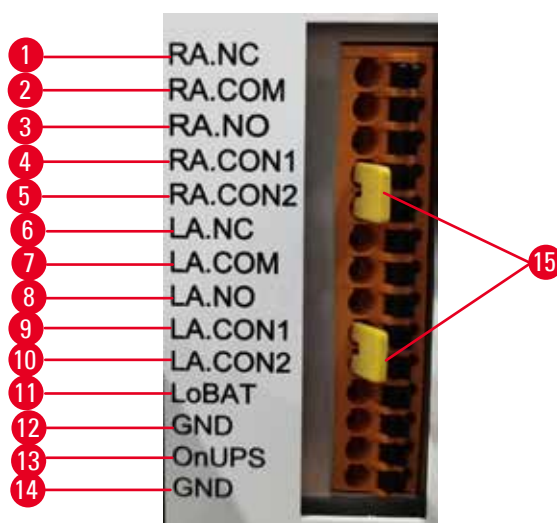 1 RA.NC
2 RA.COM
3 RA.NO
4 RA.CON1
5 RA.CON2
6 LA.NC
7 LA.COM
15
8 LA.NO
9 LA.CON1
10 LA.CON2
11 LoBAT
12 GND
13 OnUPS
14 GND